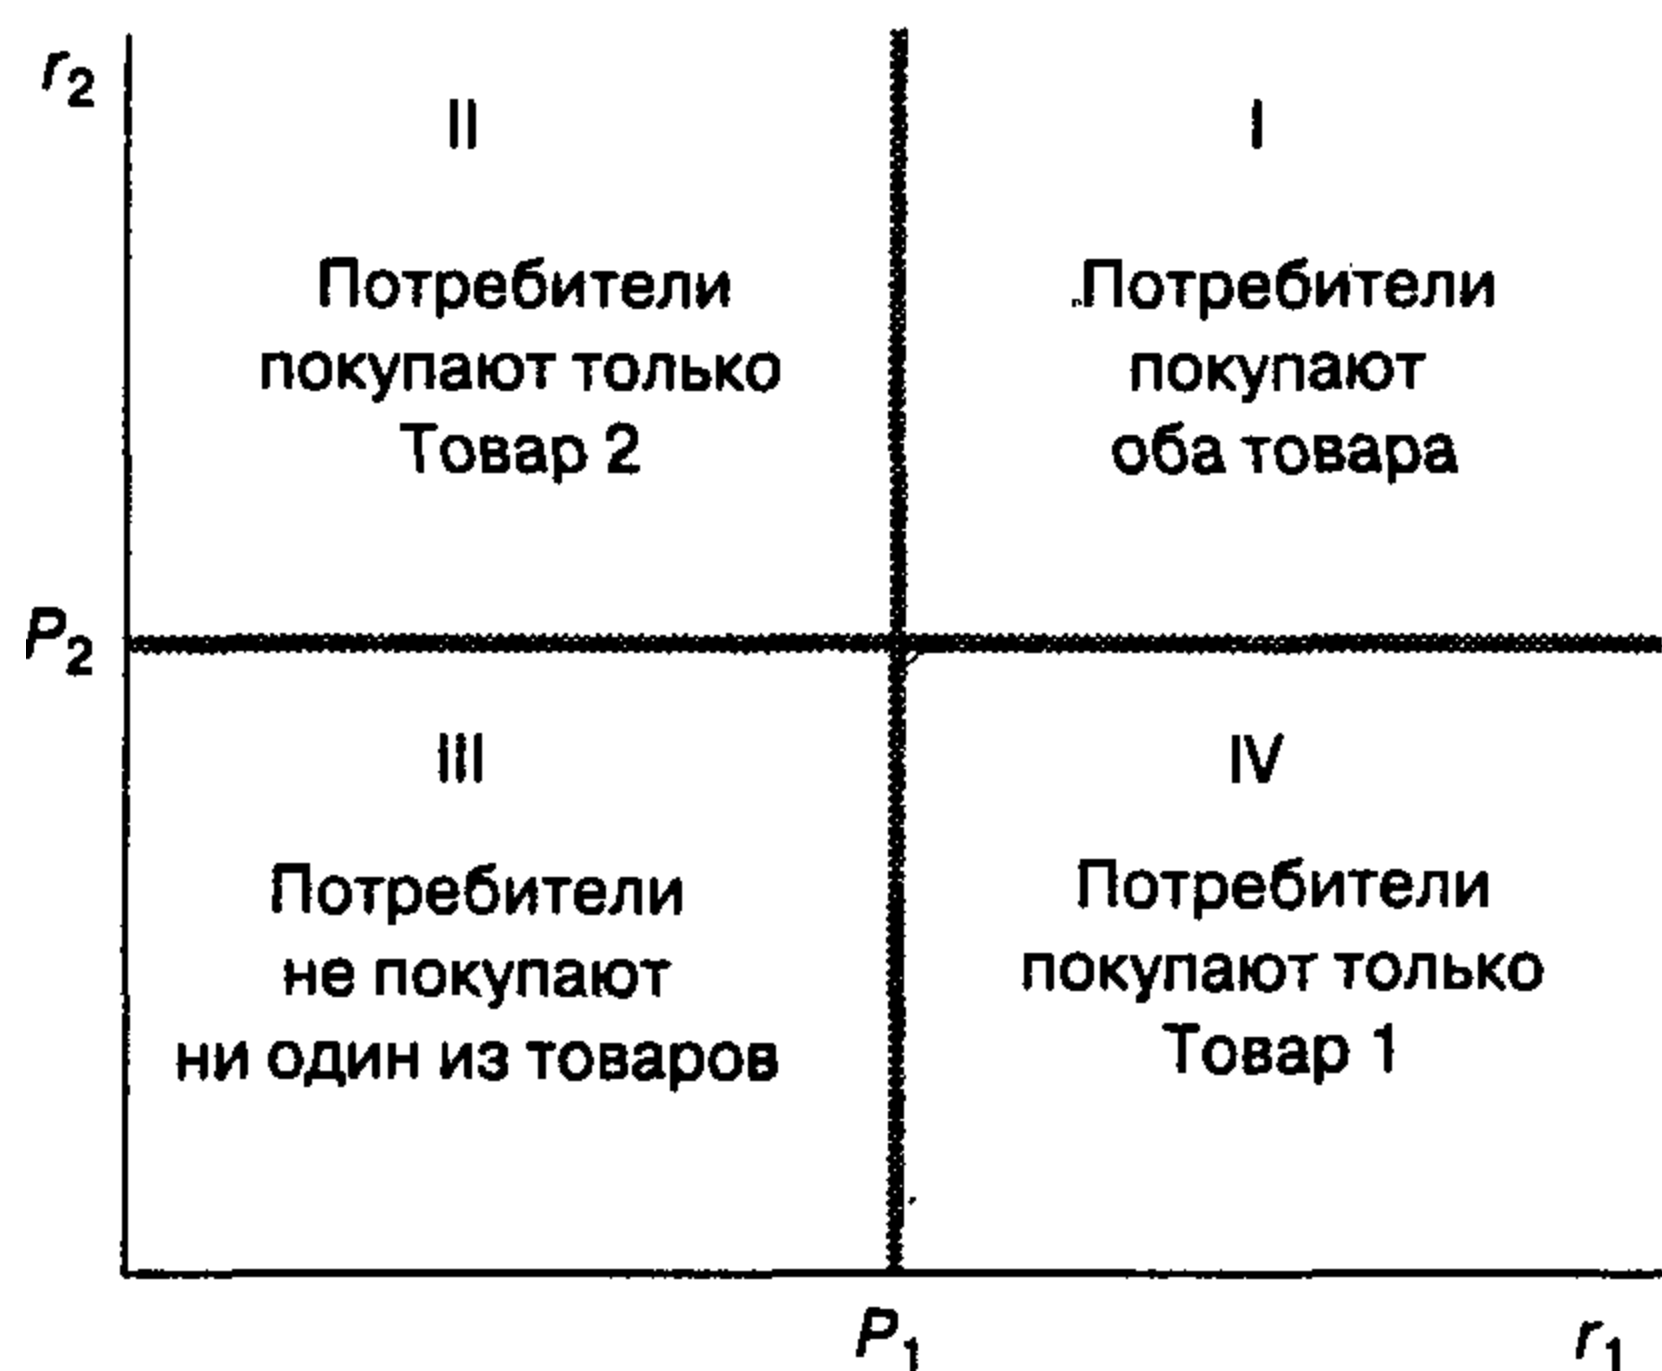 r₂
II
Потребители
покупают только
Товар 2
I
Потребители
покупают
оба товара
P₂
III
Потребители
не покупают
ни один из товаров
IV
Потребители
покупают только
Товар 1
P₁
r₁